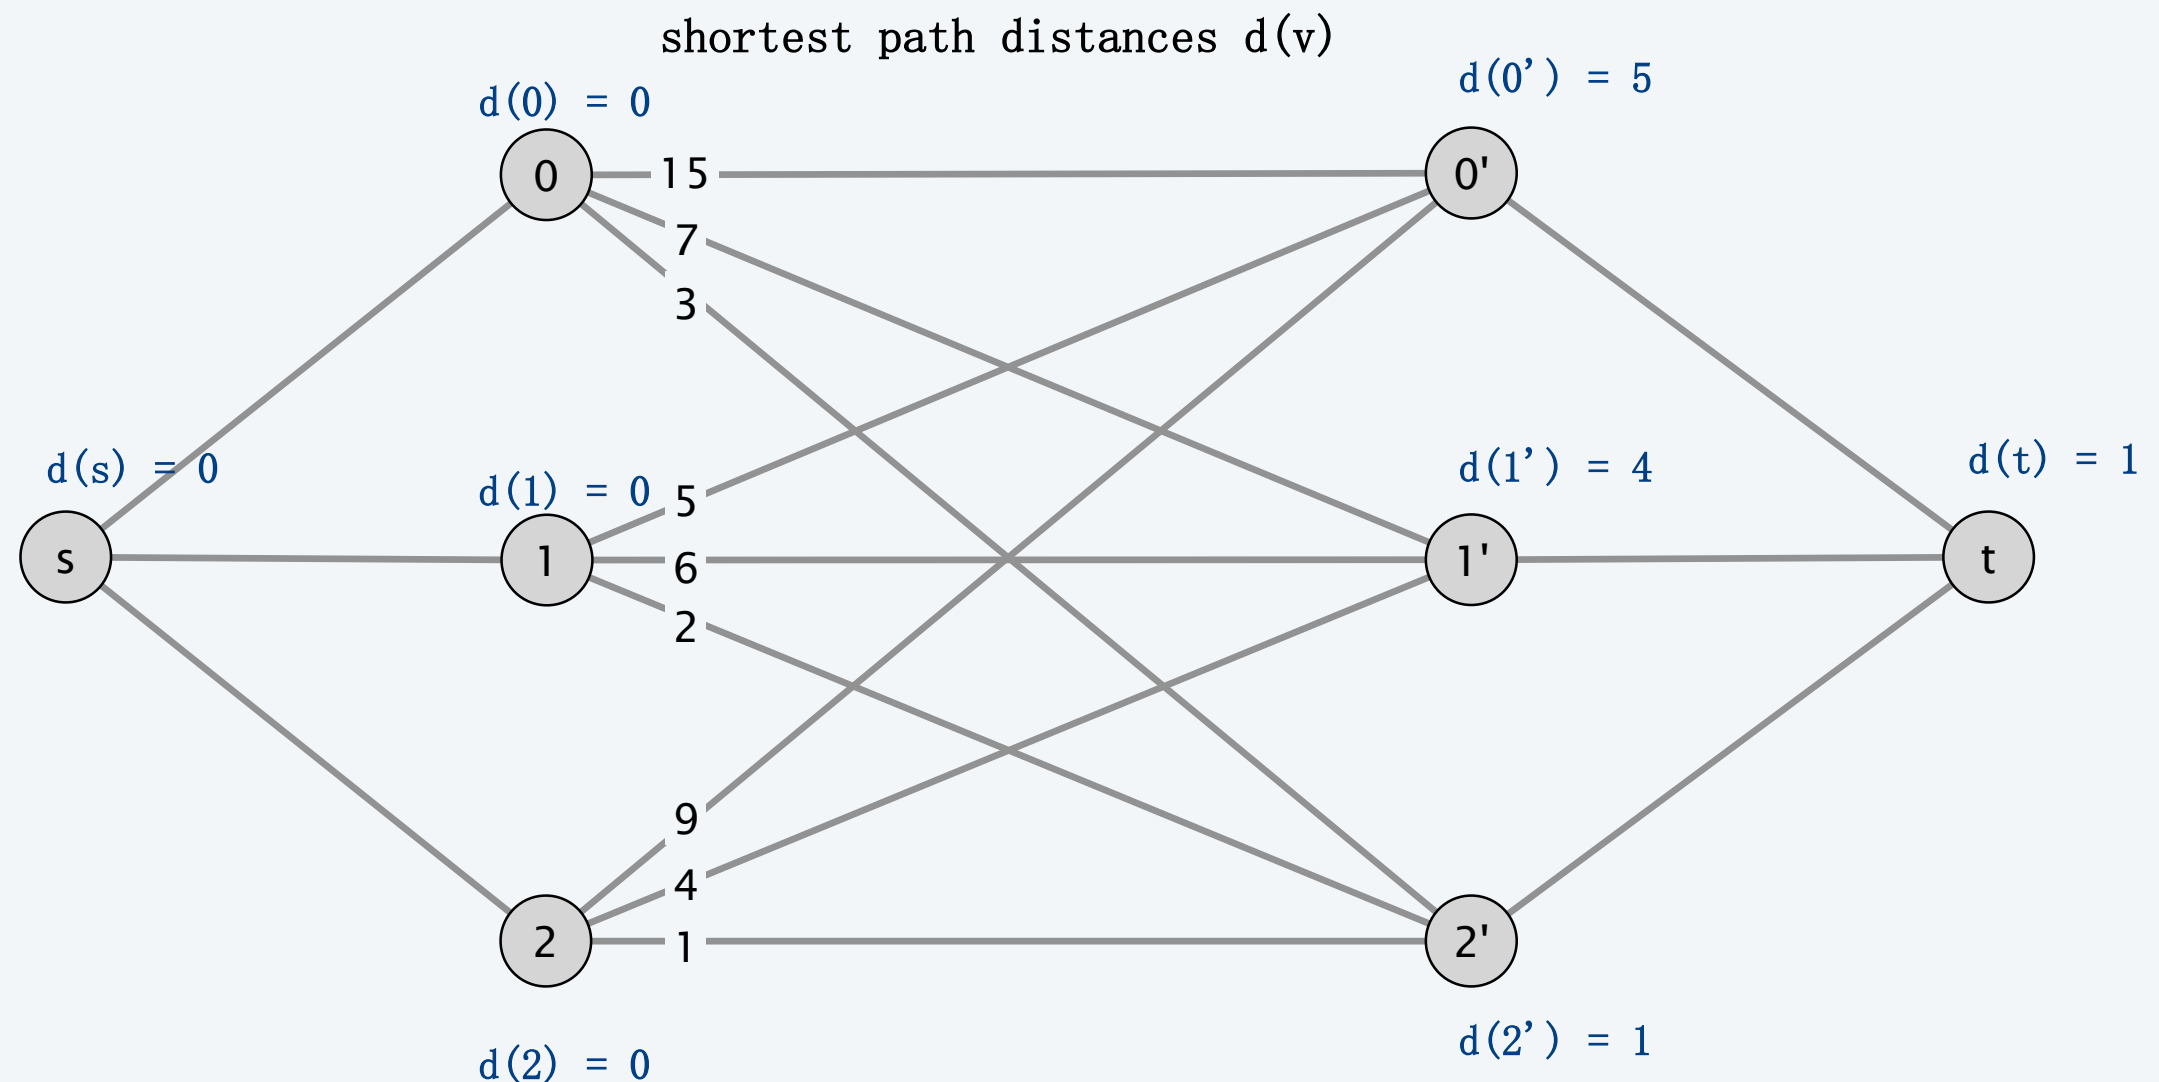 shortest path distances d(v)
d(0') = 5
d(0) = 0
0
15
0'
7
3
d(s) = 0
d(1) = 0
5
d(1') = 4
d(t) = 1
s
1
6
1'
t
2
9
4
2
1
2'
d(2) = 0
d(2') = 1